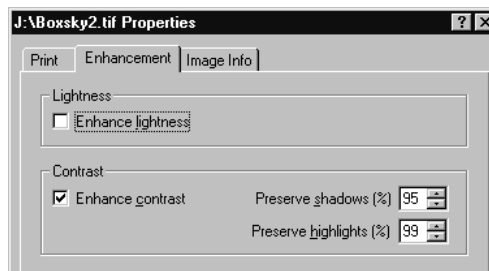 J:\Boxsky2.tif Properties
Print Enhancement Image Info
Lightness
Enhance lightness
Contrast
Enhance contrast Preserve shadows (%) 95
Preserve highlights (%) 99